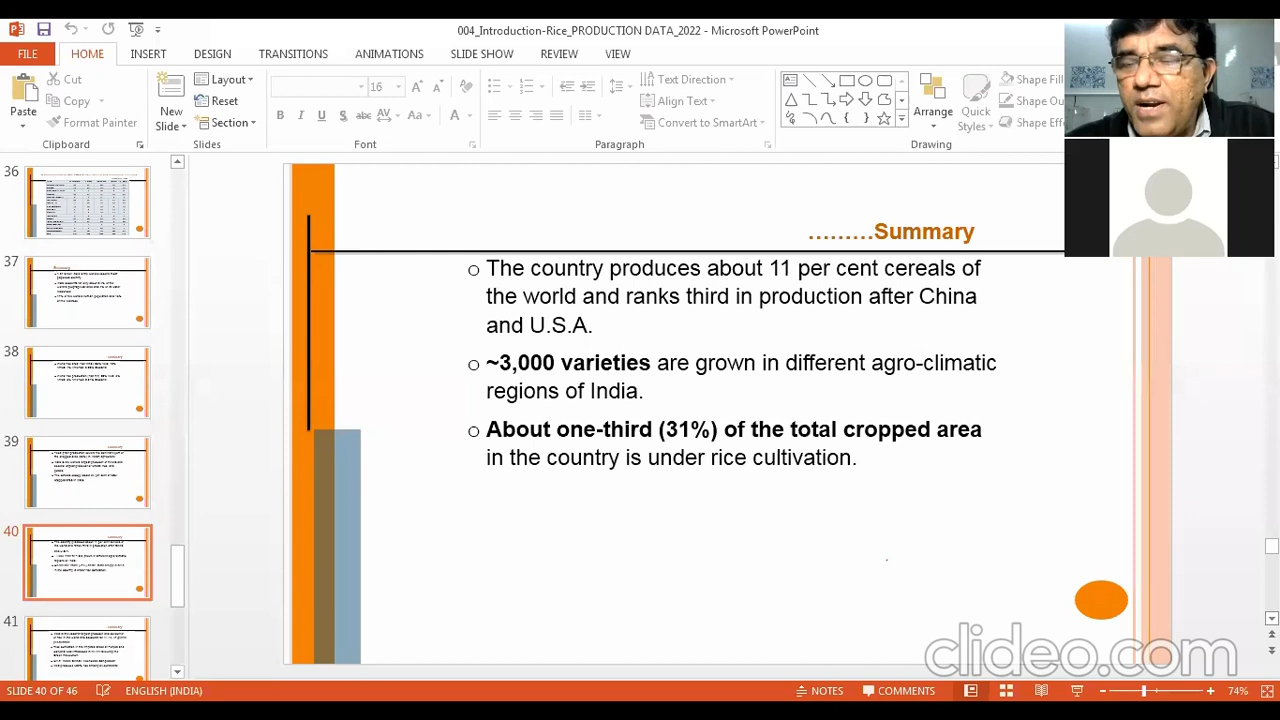 004_Introduction-Rice_PRODUCTION DATA_2022 - Microsoft PowerPoint
FILE HOME INSERT DESIGN TRANSITIONS ANIMATIONS SLIDE SHOW REVIEW VIEW
Paste
Cut
Copy
Format Painter
Clipboard
New
Slide
Layout
Reset
Section
Slides
18
Font
Text Direction
Align Text
Convert to SmartArt
Paragraph
Arrange
Quick
Styles
Shape Fill
Shape Ou
Shape Effe
Drawing
36
37
38
39
40
41
.........Summary
The country produces about 11 per cent cereals of
the world and ranks third in production after China
and U.S.A.
~3,000 varieties are grown in different agro-climatic
regions of India.
About one-third (31%) of the total cropped area
in the country is under rice cultivation.
clideo.com
SLIDE 40 OF 46 ENGLISH (INDIA) NOTES COMMENTS 74%